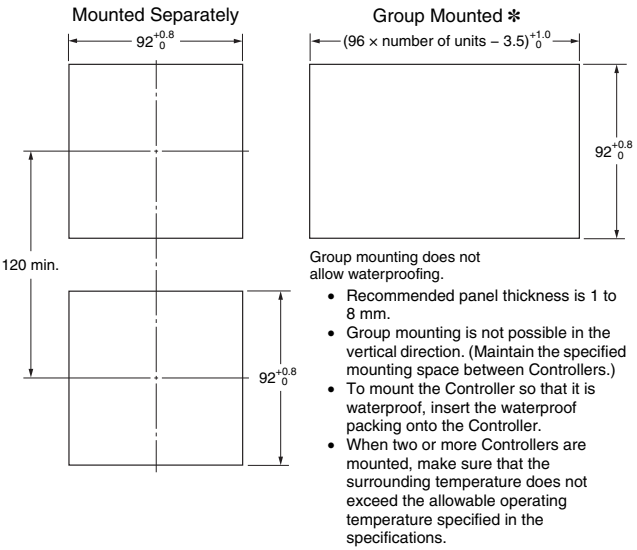 Mounted Separately
92 +0.8 0
120 min.
92 +0.8 0
Group Mounted *
(96 × number of units − 3.5) +1.0 0
92 +0.8 0
Group mounting does not
allow waterproofing.
• Recommended panel thickness is 1 to
8 mm.
• Group mounting is not possible in the
vertical direction. (Maintain the specified
mounting space between Controllers.)
• To mount the Controller so that it is
waterproof, insert the waterproof
packing onto the Controller.
• When two or more Controllers are
mounted, make sure that the
surrounding temperature does not
exceed the allowable operating
temperature specified in the
specifications.